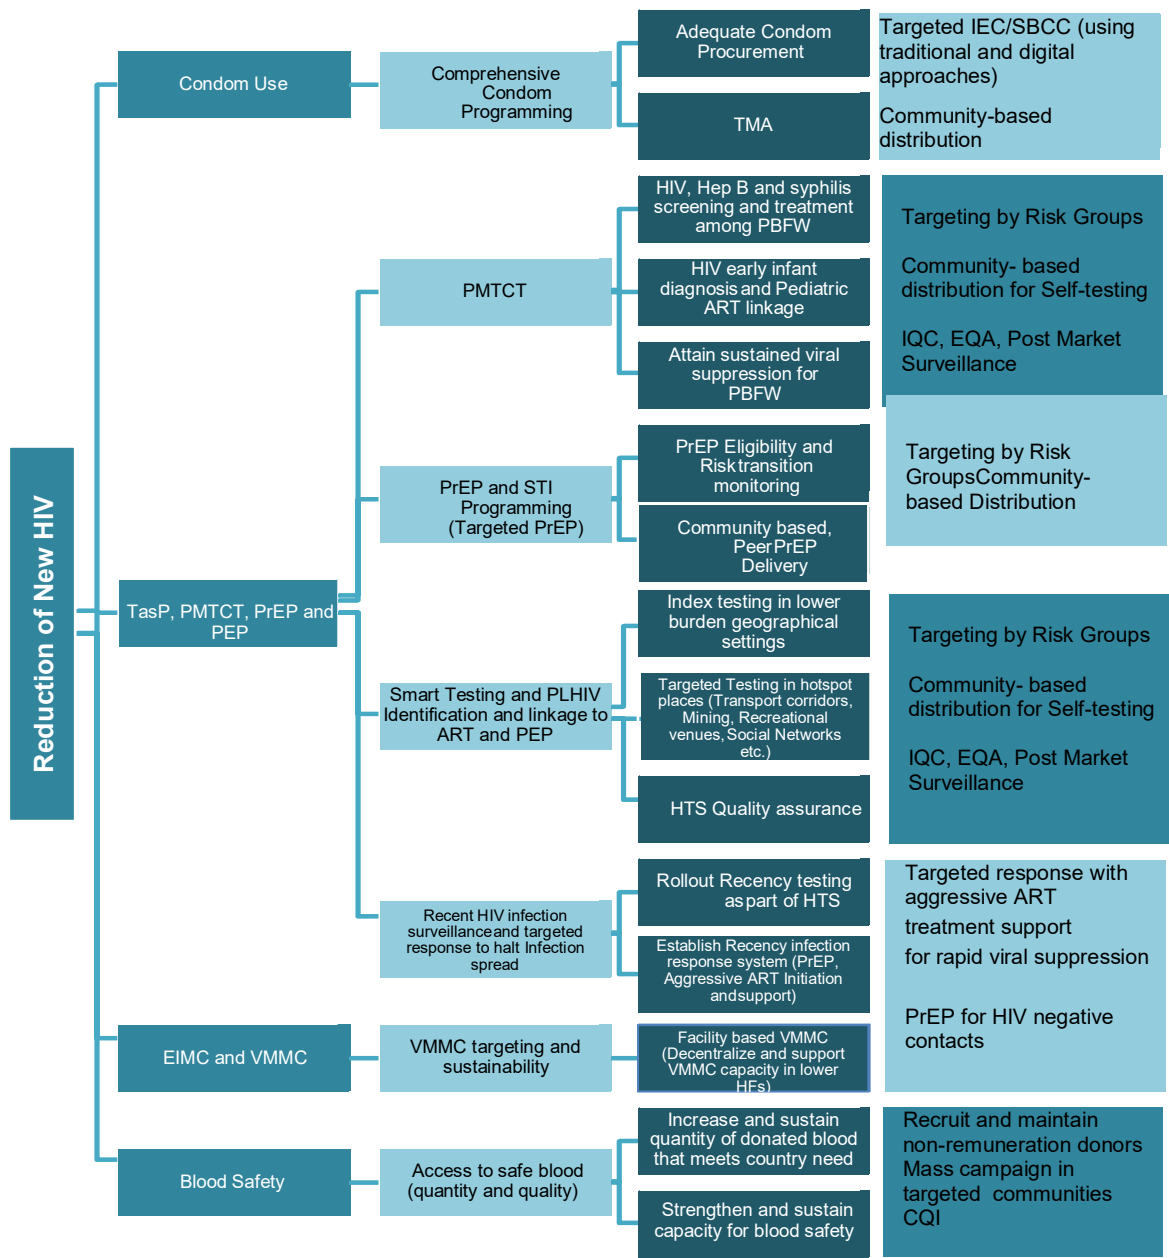 Reduction of New HIV
Condom Use
Comprehensive
Condom
Programming
Adequate Condom
Procurement
TMA
Targeted IEC/SBCC (using
traditional and digital
approaches)
Community-based
distribution
TasP, PMTCT, PrEP and
PEP
PMTCT
HIV, Hep B and syphilis
screening and treatment
among PBFW
HIV early infant
diagnosis and Pediatric
ART linkage
Attain sustained viral
suppression for
PBFW
Targeting by Risk Groups
Community- based
distribution for Self-testing
IQC, EQA, Post Market
Surveillance
PrEP and STI
Programming
(Targeted PrEP)
PrEP Eligibility and
Risktransition
monitoring
Community based,
PeerPrEP
Delivery
Targeting by Risk
GroupsCommunity-
based Distribution
Smart Testing and PLHIV
Identification and linkage to
ART and PEP
Index testing in lower
burden geographical
settings
Targeted Testing in hotspot
places (Transport corridors,
Mining, Recreational
venues, Social Networks
etc.)
HTS Quality assurance
Targeting by Risk Groups
Community- based
distribution for Self-testing
IQC, EQA, Post Market
Surveillance
Recent HIV infection
surveillanceand targeted
response to halt Infection
spread
Rollout Recency testing
aspart of HTS
Establish Recency infection
response system (PrEP,
Aggressive ART Initiation
andsupport)
Targeted response with
aggressive ART
treatment support
for rapid viral suppression
PrEP for HIV negative
contacts
EIMC and VMMC
VMMC targeting and
sustainability
Facility based VMMC
(Decentralize and support
VMMC capacity in lower
HFs)
Blood Safety
Access to safe blood
(quantity and quality)
Increase and sustain
quantity of donated blood
that meets country need
Strengthen and sustain
capacity for blood safety
Recruit and maintain
non-remuneration donors
Mass campaign in
targeted communities
CQI